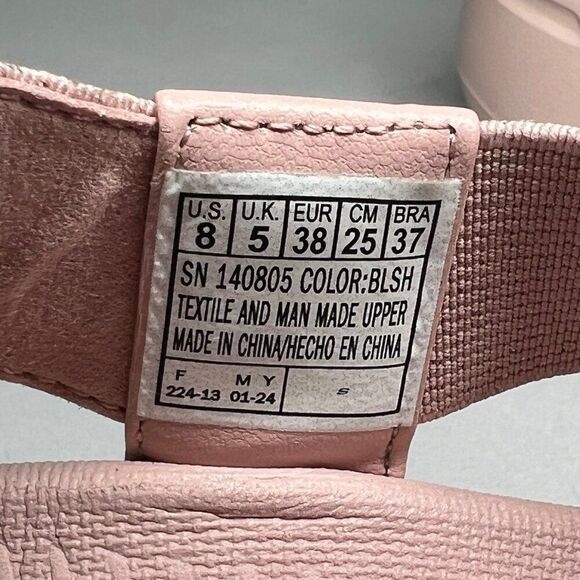 U.S. U.K. EUR CM BRA
8 5 38 25 37
SN 140805 COLOR:BLSH
TEXTILE AND MAN MADE UPPER
MADE IN CHINA/HECHO EN CHINA
F M Y S
224-13 01-24